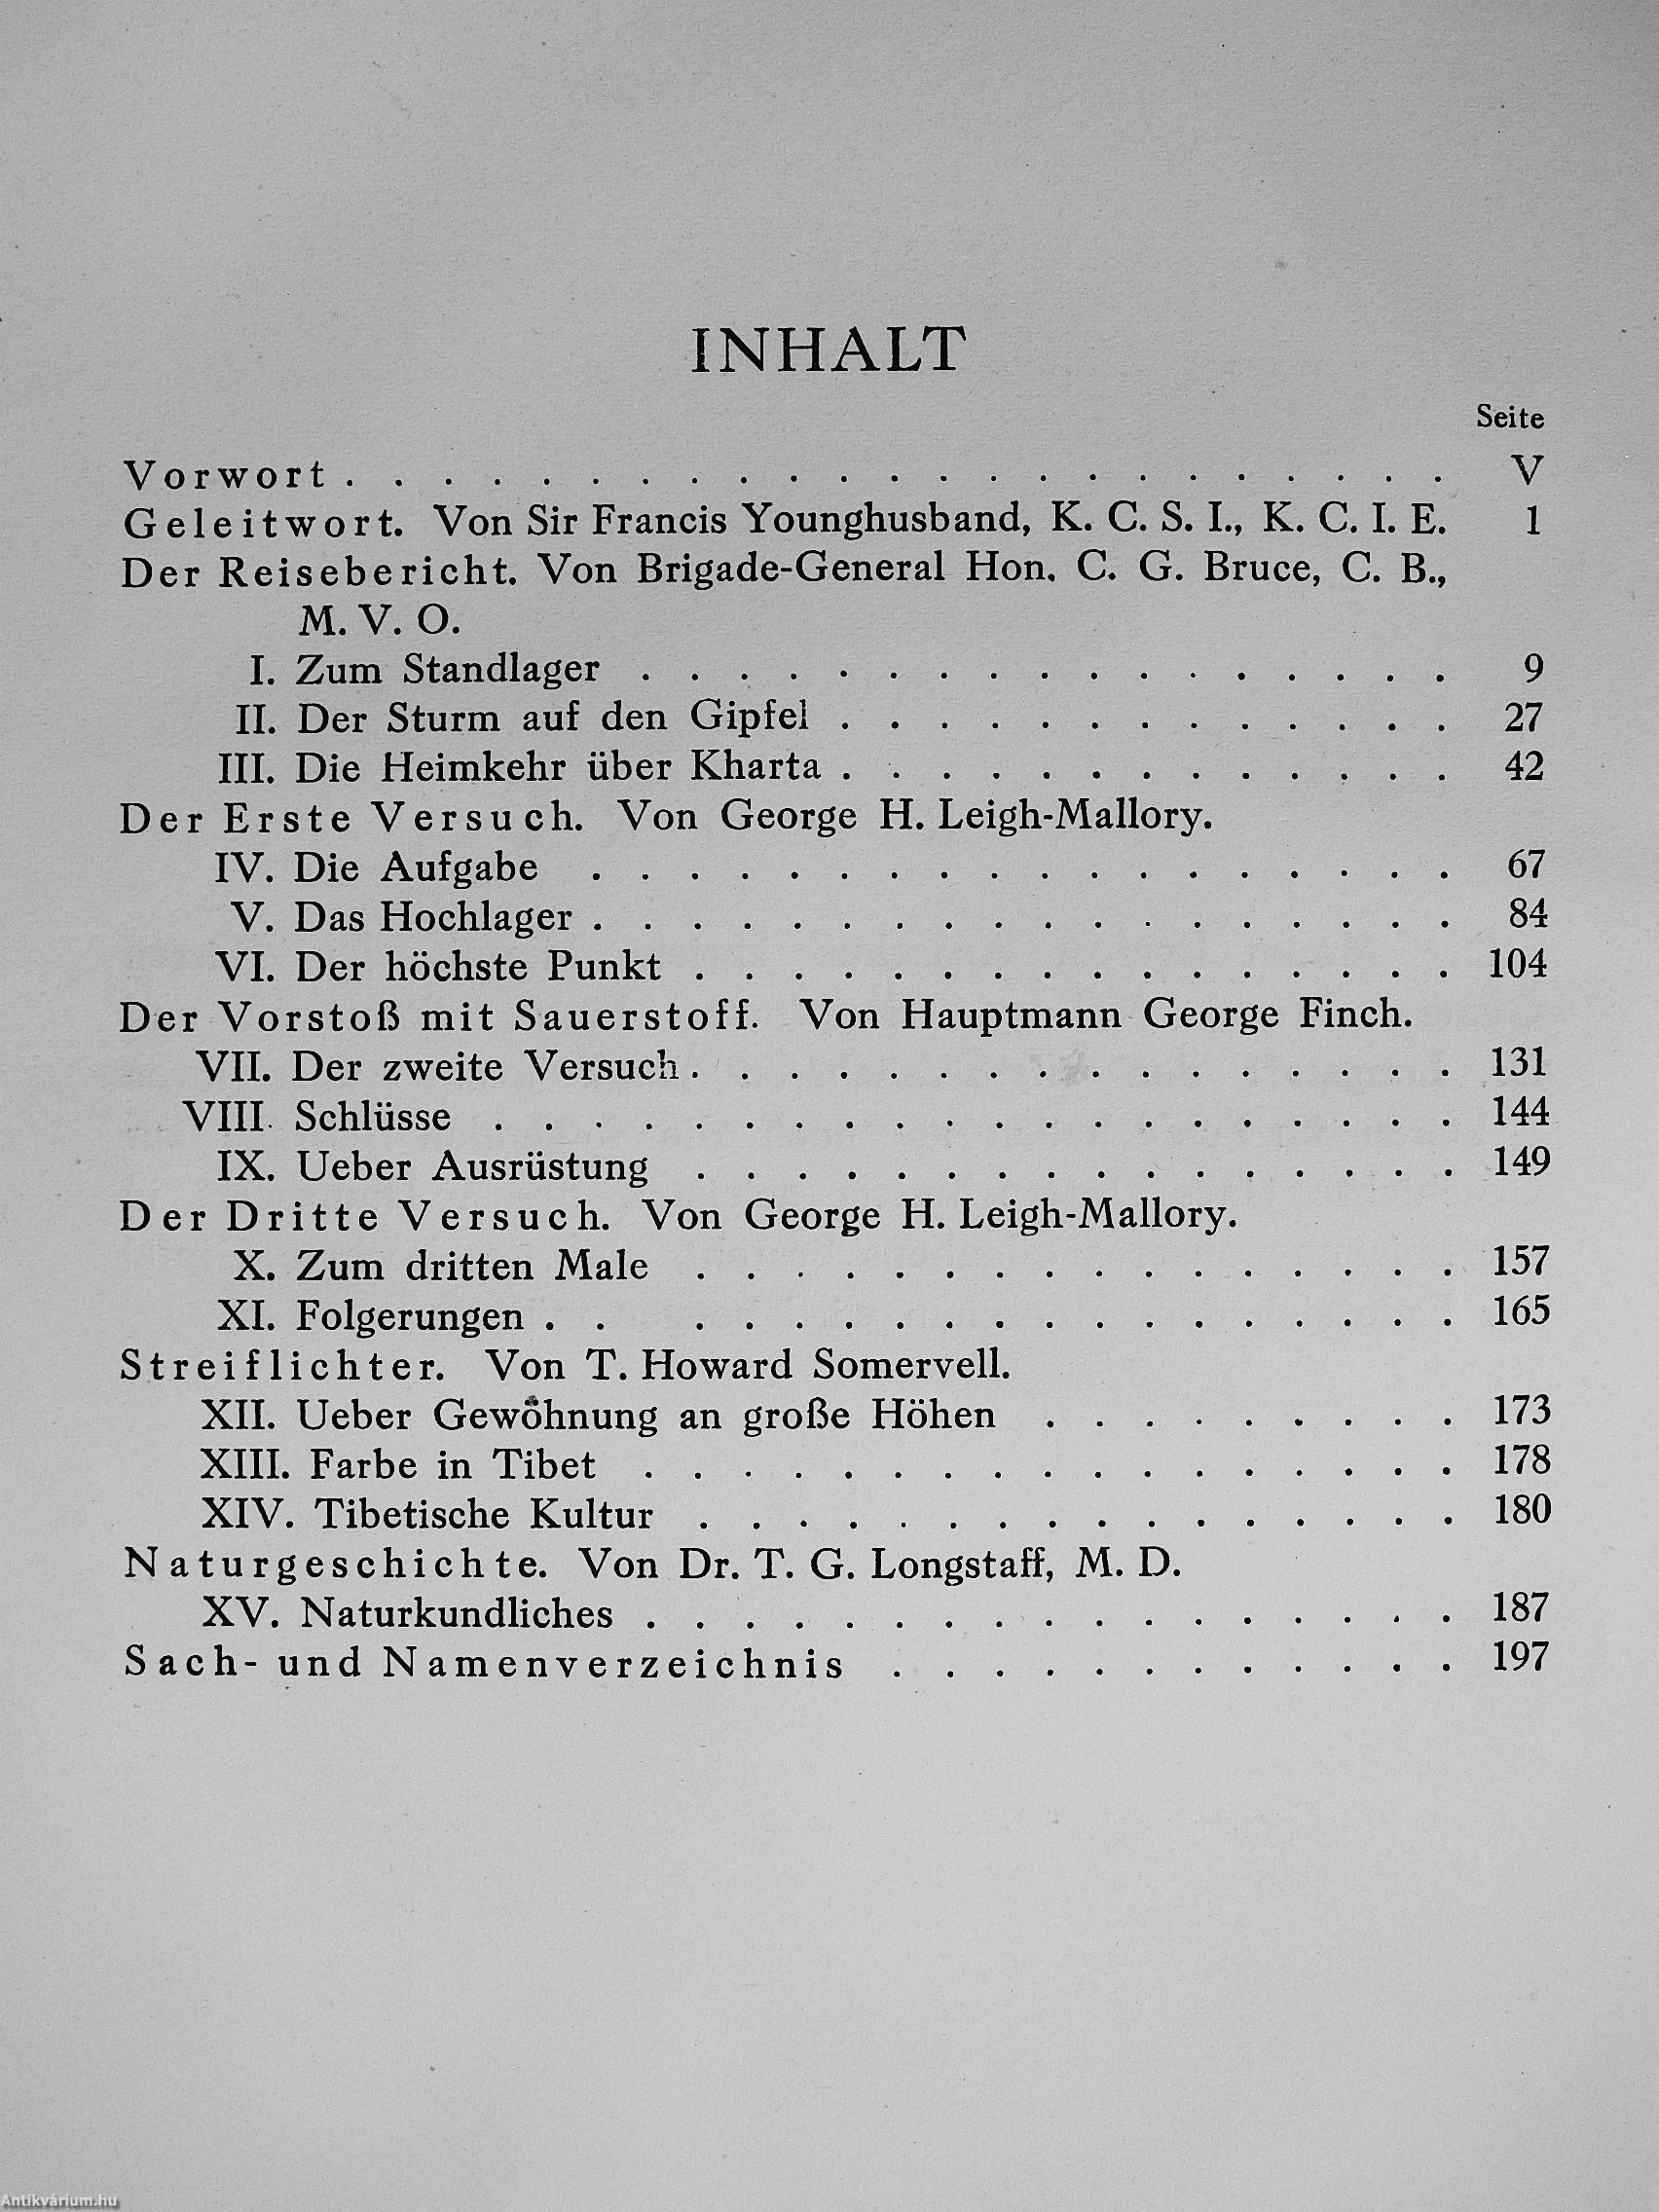 INHALT
Seite
Vorwort . . . . . . . . . . . . . . . . . . . . . . . V
Geleitwort. Von Sir Francis Younghusband, K. C. S. I., K. C. I. E. 1
Der Reisebericht. Von Brigade-General Hon. C. G. Bruce, C. B.,
M. V. O.
I. Zum Standlager . . . . . . . . . . . . . . . . . 9
II. Der Sturm auf den Gipfel . . . . . . . . . . . . . 27
III. Die Heimkehr über Kharta . . . . . . . . . . . . . 42
Der Erste Versuch. Von George H. Leigh-Mallory.
IV. Die Aufgabe . . . . . . . . . . . . . . . . . . 67
V. Das Hochlager . . . . . . . . . . . . . . . . . . 84
VI. Der höchste Punkt . . . . . . . . . . . . . . . . 104
Der Vorstoß mit Sauerstoff. Von Hauptmann George Finch.
VII. Der zweite Versuch . . . . . . . . . . . . . . . . 131
VIII. Schlüsse . . . . . . . . . . . . . . . . . . . . 144
IX. Ueber Ausrüstung . . . . . . . . . . . . . . . . 149
Der Dritte Versuch. Von George H. Leigh-Mallory.
X. Zum dritten Male . . . . . . . . . . . . . . . . 157
XI. Folgerungen . . . . . . . . . . . . . . . . . . 165
Streiflichter. Von T. Howard Somervell.
XII. Ueber Gewöhnung an große Höhen . . . . . . . . . 173
XIII. Farbe in Tibet . . . . . . . . . . . . . . . . . 178
XIV. Tibetische Kultur . . . . . . . . . . . . . . . . 180
Naturgeschichte. Von Dr. T. G. Longstaff, M. D.
XV. Naturkundliches . . . . . . . . . . . . . . . . . 187
Sach- und Namenverzeichnis . . . . . . . . . . . . 197
Antikvárium.hu